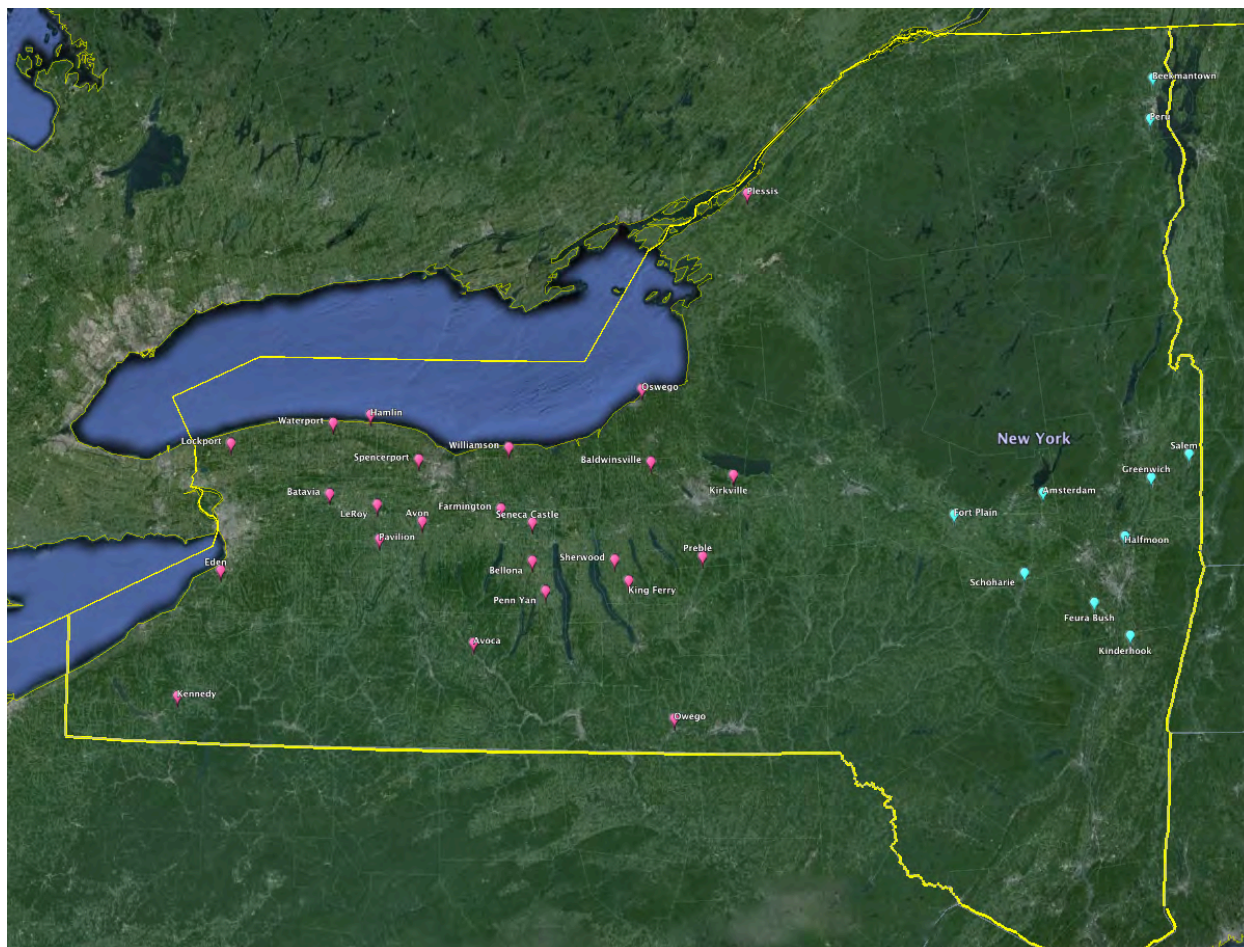 Beekmantown
Peru
Plessis
Oswego
Hamlin
Waterport
New York
Lockport
Williamson
Salem
Spencerport
Baldwinsville
Greenwich
Kirkville
Batavia
Amsterdam
Farmington
LeRoy
Avon
Seneca Castle
Fort Plain
Pavilion
Halfmoon
Preble
Sherwood
Eden
Bellona
Schoharie
King Ferry
Penn Yan
Feura Bush
Avoca
Kinderhook
Kennedy
Owego